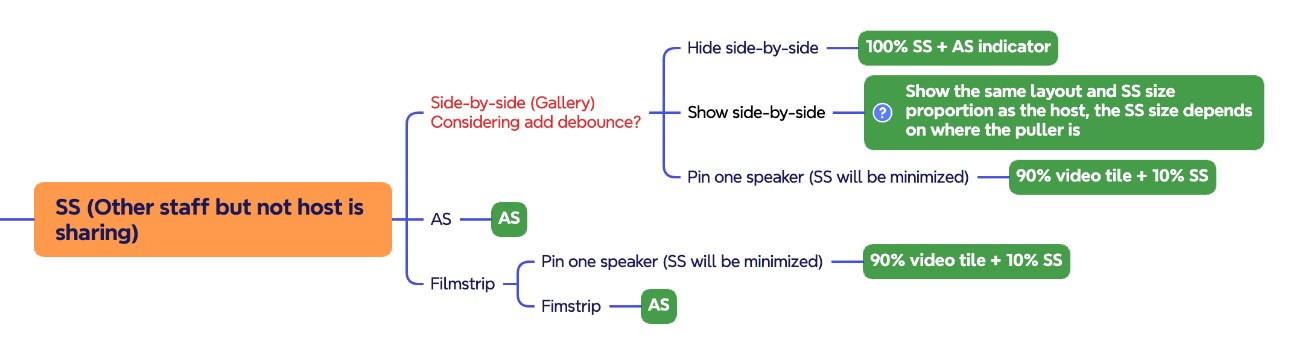 Hide side-by-side
100% SS + AS indicator
Side-by-side (Gallery)
Considering add debounce?
Show side-by-side
?
Show the same layout and SS size
proportion as the host, the SS size depends
on where the puller is
Pin one speaker (SS will be minimized)
90% video tile + 10% SS
SS (Other staff but not host is
sharing)
AS
AS
Filmstrip
Pin one speaker (SS will be minimized)
90% video tile + 10% SS
Fimstrip
AS